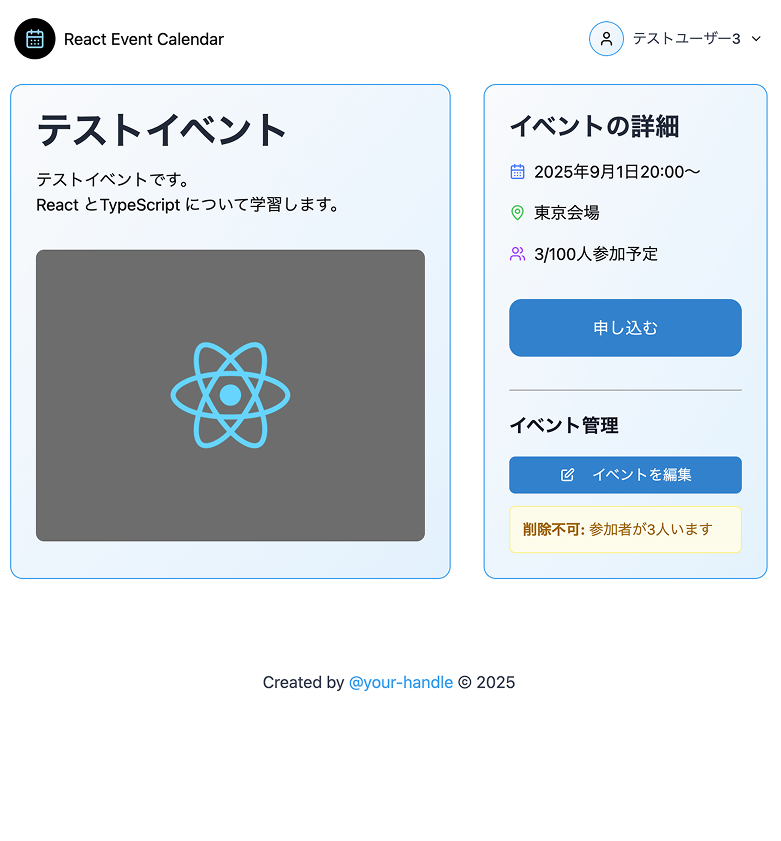 React Event Calendar
テストユーザー3
テストイベント
テストイベントです。
React とTypeScript について学習します。
イベントの詳細
2025年9月1日20:00〜
東京会場
3/100人参加予定
申し込む
イベント管理
イベントを編集
削除不可: 参加者が3人います
Created by @your-handle © 2025